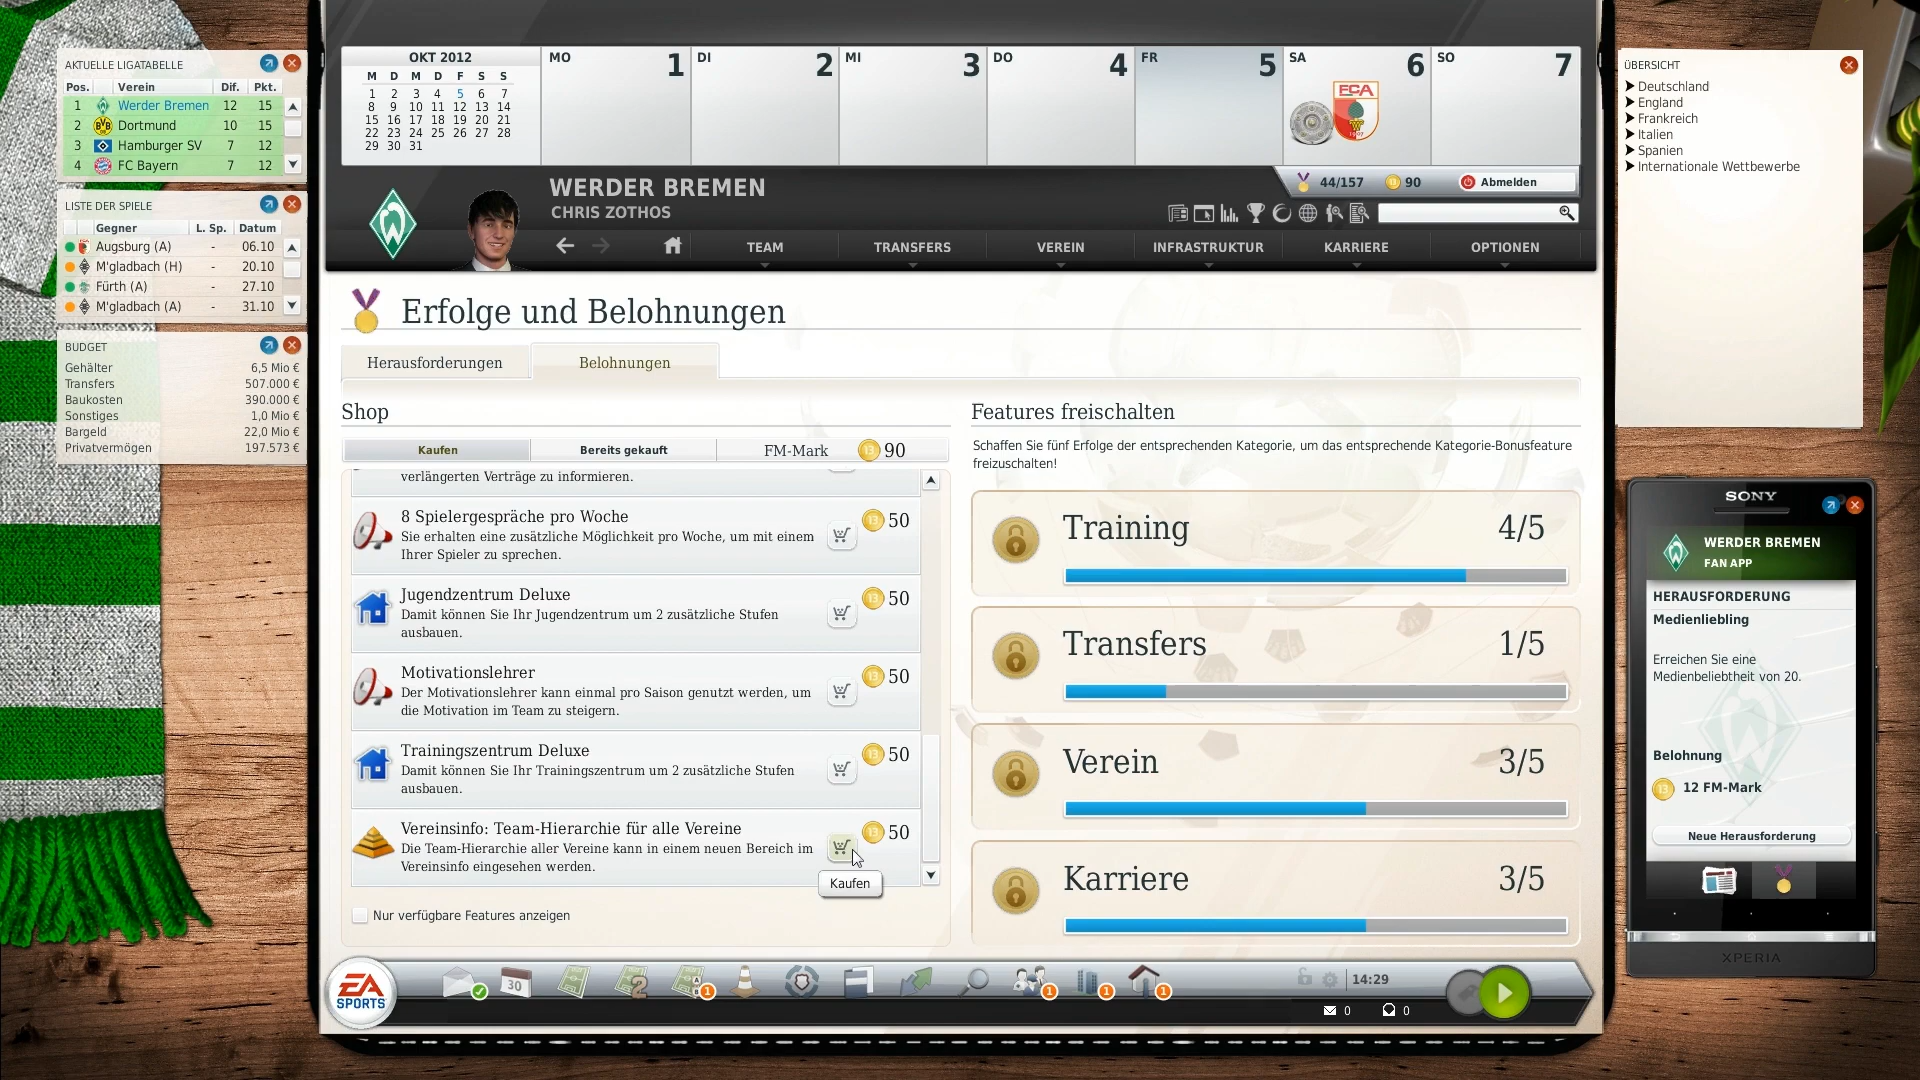 AKTUELLE LIGATABELLE
Pos. Verein Dif. Pkt.
1 Werder Bremen 12 15
2 Dortmund 10 15
3 Hamburger SV 7 12
4 FC Bayern 7 12
LISTE DER SPIELE
Gegner L. Sp. Datum
Augsburg (A) - 06.10
M'gladbach (H) - 20.10
Fürth (A) - 27.10
M'gladbach (A) - 31.10
BUDGET
Gehälter 6,5 Mio €
Transfers 507.000 €
Baukosten 390.000 €
Sonstiges 1,0 Mio €
Bargeld 22,0 Mio €
Privatvermögen 197.573 €
OKT 2012
M D M D F S S
1 2 3 4 5 6 7
8 9 10 11 12 13 14
15 16 17 18 19 20 21
22 23 24 25 26 27 28
29 30 31
MO 1
DI 2
MI 3
DO 4
FR 5
SA 6
FCA
1907
SO 7
WERDER BREMEN
CHRIS ZOTHOS
44/157 90 Abmelden
TEAM TRANSFERS VEREIN INFRASTRUKTUR KARRIERE OPTIONEN
Erfolge und Belohnungen
Herausforderungen Belohnungen
Shop
Kaufen Bereits gekauft FM-Mark 13 90
verlängerten Verträge zu informieren.
8 Spielergespräche pro Woche 13 50
Sie erhalten eine zusätzliche Möglichkeit pro Woche, um mit einem
Ihrer Spieler zu sprechen.
Jugendzentrum Deluxe 13 50
Damit können Sie Ihr Jugendzentrum um 2 zusätzliche Stufen
ausbauen.
Motivationslehrer 13 50
Der Motivationslehrer kann einmal pro Saison genutzt werden, um
die Motivation im Team zu steigern.
Trainingszentrum Deluxe 13 50
Damit können Sie Ihr Trainingszentrum um 2 zusätzliche Stufen
ausbauen.
Vereinsinfo: Team-Hierarchie für alle Vereine 13 50
Die Team-Hierarchie aller Vereine kann in einem neuen Bereich im
Vereinsinfo eingesehen werden.
Kaufen
Nur verfügbare Features anzeigen
Features freischalten
Schaffen Sie fünf Erfolge der entsprechenden Kategorie, um das entsprechende Kategorie-Bonusfeature
freizuschalten!
Training 4/5
Transfers 1/5
Verein 3/5
Karriere 3/5
EA
SPORTS
30 2 1 1 1 1
14:29
0 0
ÜBERSICHT
Deutschland
England
Frankreich
Italien
Spanien
Internationale Wettbewerbe
SONY
WERDER BREMEN
FAN APP
HERAUSFORDERUNG
Medienliebling
Erreichen Sie eine
Medienbeliebtheit von 20.
Belohnung
13 12 FM-Mark
Neue Herausforderung
XPERIA